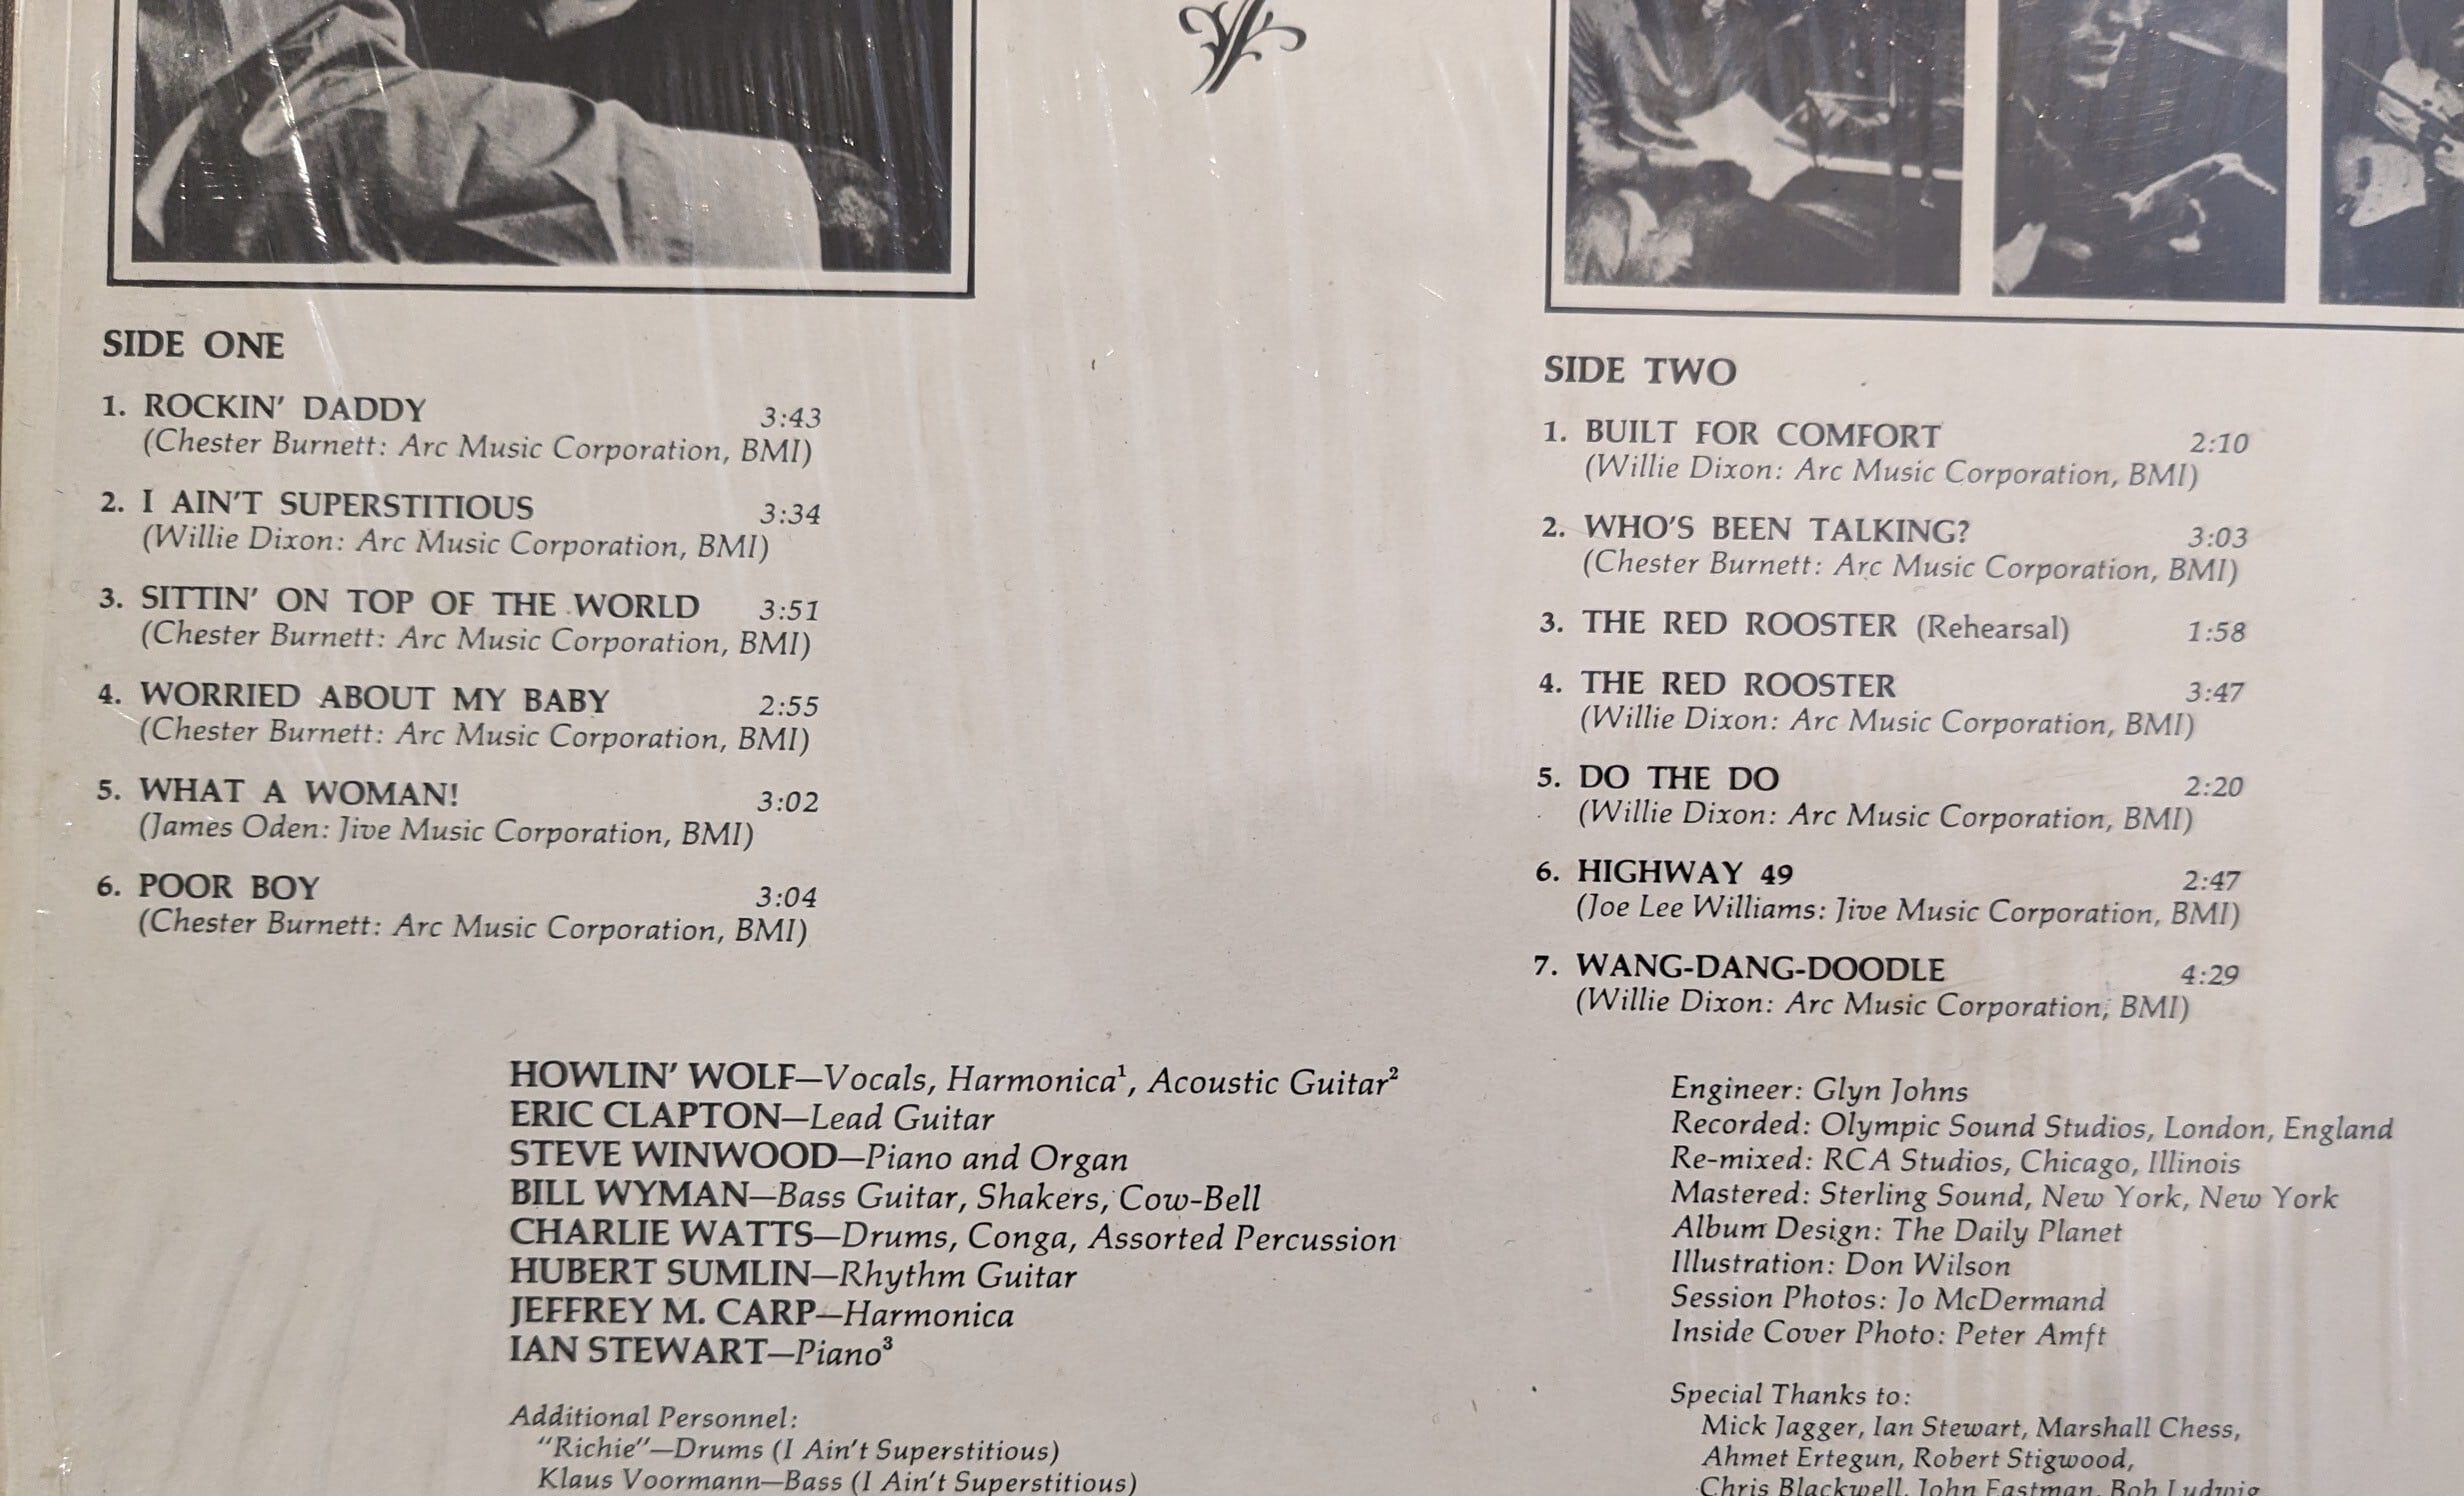 SIDE ONE
1. ROCKIN' DADDY 3:43
(Chester Burnett: Arc Music Corporation, BMI)
2. I AIN'T SUPERSTITIOUS 3:34
(Willie Dixon: Arc Music Corporation, BMI)
3. SITTIN' ON TOP OF THE WORLD 3:51
(Chester Burnett: Arc Music Corporation, BMI)
4. WORRIED ABOUT MY BABY 2:55
(Chester Burnett: Arc Music Corporation, BMI)
5. WHAT A WOMAN! 3:02
(James Oden: Jive Music Corporation, BMI)
6. POOR BOY 3:04
(Chester Burnett: Arc Music Corporation, BMI)
SIDE TWO
1. BUILT FOR COMFORT 2:10
(Willie Dixon: Arc Music Corporation, BMI)
2. WHO'S BEEN TALKING? 3:03
(Chester Burnett: Arc Music Corporation, BMI)
3. THE RED ROOSTER (Rehearsal) 1:58
4. THE RED ROOSTER 3:47
(Willie Dixon: Arc Music Corporation, BMI)
5. DO THE DO 2:20
(Willie Dixon: Arc Music Corporation, BMI)
6. HIGHWAY 49 2:47
(Joe Lee Williams: Jive Music Corporation, BMI)
7. WANG-DANG-DOODLE 4:29
(Willie Dixon: Arc Music Corporation, BMI)
HOWLIN' WOLF—Vocals, Harmonica¹, Acoustic Guitar²
ERIC CLAPTON—Lead Guitar
STEVE WINWOOD—Piano and Organ
BILL WYMAN—Bass Guitar, Shakers, Cow-Bell
CHARLIE WATTS—Drums, Conga, Assorted Percussion
HUBERT SUMLIN—Rhythm Guitar
JEFFREY M. CARP—Harmonica
IAN STEWART—Piano³
Additional Personnel:
"Richie"—Drums (I Ain't Superstitious)
Klaus Voormann—Bass (I Ain't Superstitious)
Engineer: Glyn Johns
Recorded: Olympic Sound Studios, London, England
Re-mixed: RCA Studios, Chicago, Illinois
Mastered: Sterling Sound, New York, New York
Album Design: The Daily Planet
Illustration: Don Wilson
Session Photos: Jo McDermand
Inside Cover Photo: Peter Amft
Special Thanks to:
Mick Jagger, Ian Stewart, Marshall Chess,
Ahmet Ertegun, Robert Stigwood,
Chris Blackwell, John Eastman, Bob Ludwig